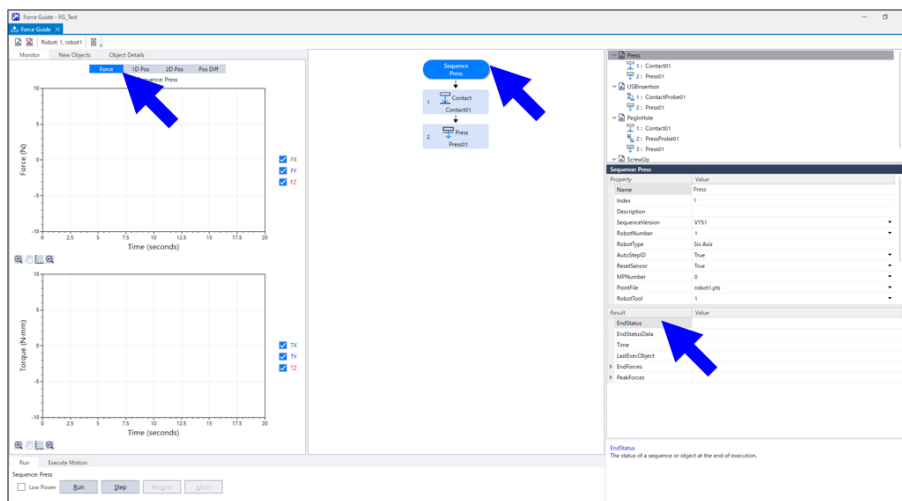 Force Guide - FG_Test
Force Guide
Robot: 1, robot1
Monitor New Objects Object Details
Force 1D Pos 2D Pos Pos Diff
Sequence: Press
Force (N)
10
5
0
-5
-10
0 2.5 5 7.5 10 12.5 15 17.5 20
Time (seconds)
FX
FY
FZ
Torque (N·mm)
10
5
0
-5
-10
0 2.5 5 7.5 10 12.5 15 17.5 20
Time (seconds)
TX
TY
TZ
Run Execute Motion
Sequence: Press
Low Power Run Step Resume Abort
Sequence
Press
1 Contact
Contact01
2 Press
Press01
Press
1: Contact01
2: Press01
USBInsertion
1: ContactProbe01
2: Press01
PegInHole
1: Contact01
2: PressProbe01
3: Press01
ScrewUp
Sequence: Press
Property Value
Name Press
Index 1
Description
SequenceVersion V751
RobotNumber 1
RobotType Six Axis
AutoStepID True
ResetSensor True
MPNumber 0
PointFile robot1.pts
RobotTool 1
Result Value
EndStatus
EndStatusData
Time
LastExecObject
EndForces
PeakForces
EndStatus
The status of a sequence or object at the end of execution.